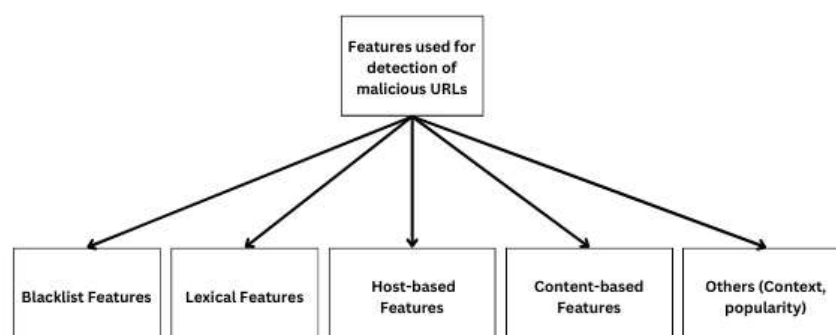 Features used for
detection of
malicious URLs
Blacklist Features
Lexical Features
Host-based
Features
Content-based
Features
Others (Context,
popularity)